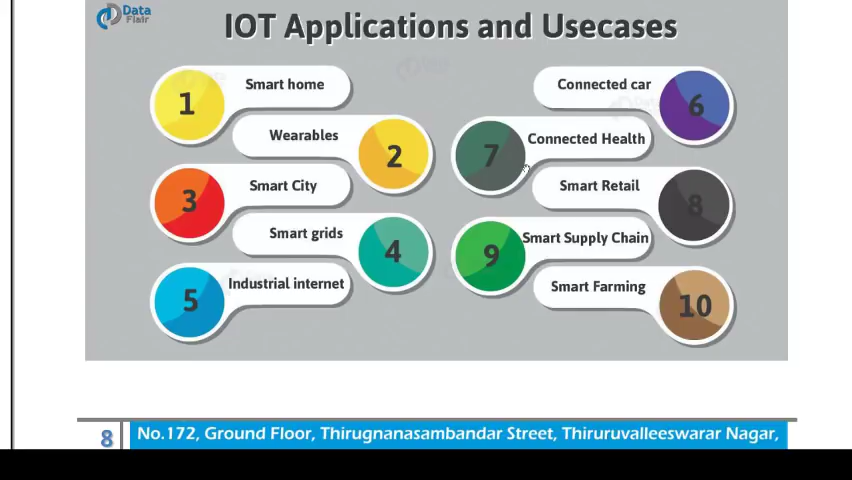 Data
Flair
IOT Applications and Usecases
1
Smart home
Wearables
2
3
Smart City
Smart grids
4
5
Industrial internet
Connected car
6
7
Connected Health
Smart Retail
8
9
Smart Supply Chain
Smart Farming
10
8
No.172, Ground Floor, Thirugnanasambandar Street, Thiruruvalleeswarar Nagar,